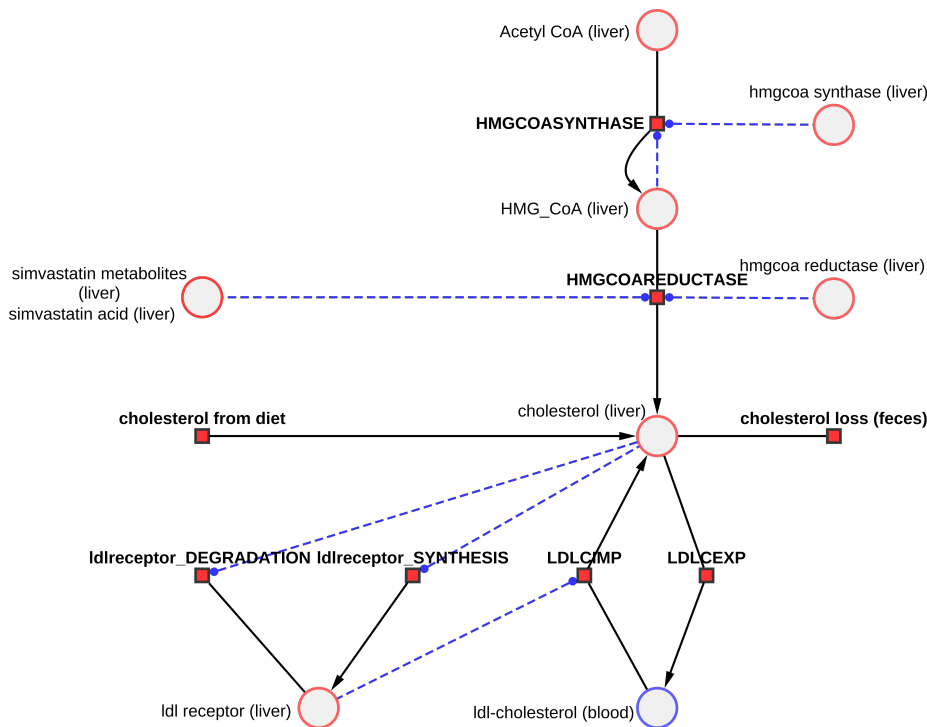 Acetyl CoA (liver)
hmgcoa synthase (liver)
HMGCOASYNTHASE
HMG_CoA (liver)
hmgcoa reductase (liver)
simvastatin metabolites
(liver)
simvastatin acid (liver)
HMGCOAREDUCTASE
cholesterol (liver)
cholesterol from diet
cholesterol loss (feces)
ldlreceptor_DEGRADATION
ldlreceptor_SYNTHESIS
LDLCIMP
LDLCEXP
ldl receptor (liver)
ldl-cholesterol (blood)